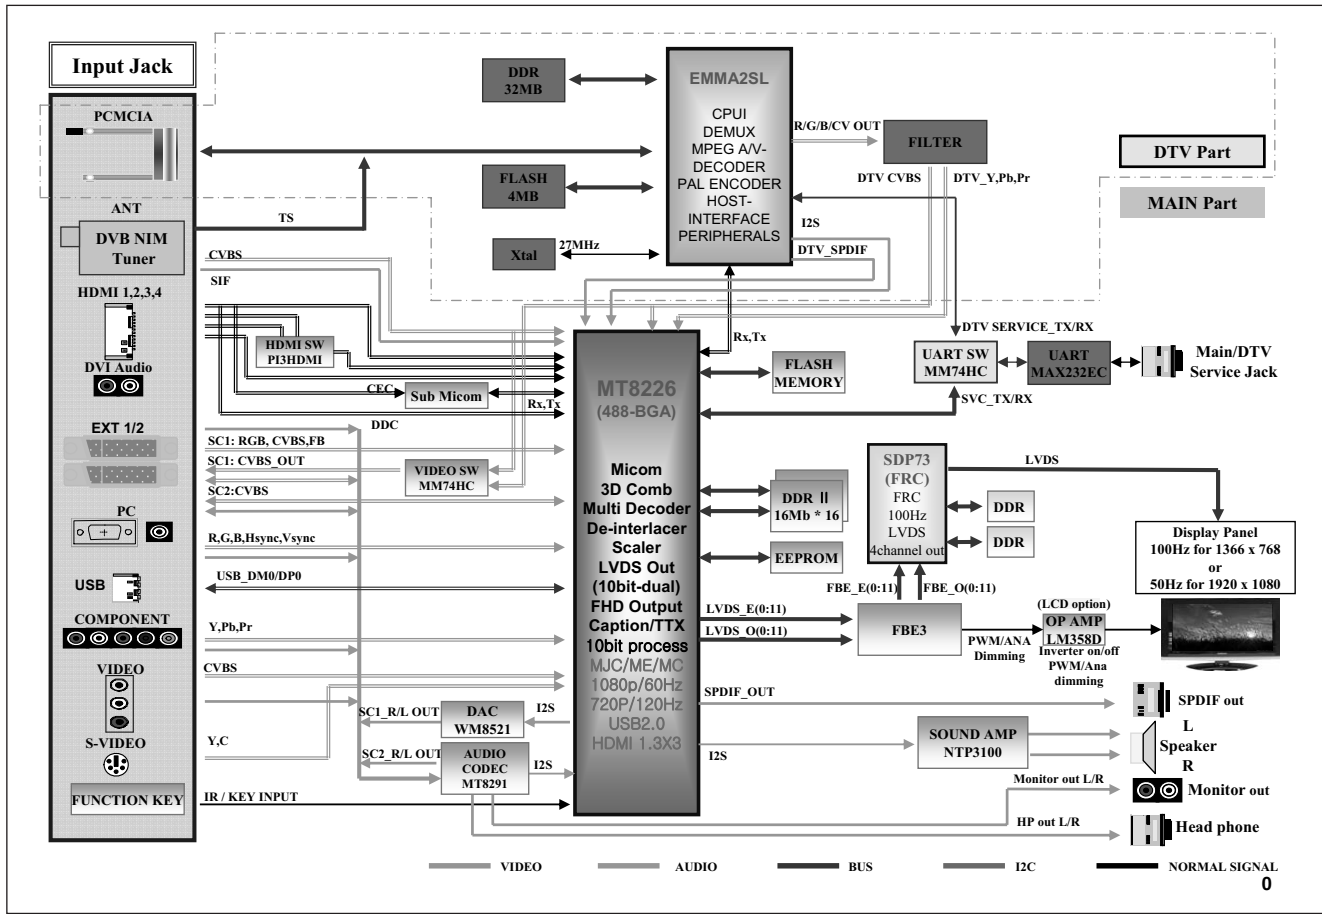 Input Jack
PCMCIA
ANT
DVB NIM
Tuner
HDMI 1,2,3,4
DVI Audio
EXT 1/2
PC
USB
COMPONENT
VIDEO
S-VIDEO
FUNCTION KEY
TS
CVBS
SIF
HDMI SW
PI3HDMI
CEC
Sub Micom
Rx,Tx
DDC
SC1: RGB, CVBS,FB
SC1: CVBS_OUT
VIDEO SW
MM74HC
SC2:CVBS
R,G,B,Hsync,Vsync
USB_DM0/DP0
Y,Pb,Pr
CVBS
SC1_R/L OUT
DAC
WM8521
I2S
Y,C
SC2_R/L OUT
AUDIO
CODEC
MT8291
I2S
IR / KEY INPUT
DDR
32MB
FLASH
4MB
Xtal
27MHz
EMMA2SL
CPUI
DEMUX
MPEG A/V-
DECODER
PAL ENCODER
HOST-
INTERFACE
PERIPHERALS
R/G/B/CV OUT
FILTER
DTV CVBS
DTV_Y,Pb,Pr
I2S
DTV_SPDIF
DTV Part
MAIN Part
Rx,Tx
MT8226
(488-BGA)
Micom
3D Comb
Multi Decoder
De-interlacer
Scaler
LVDS Out
(10bit-dual)
FHD Output
Caption/TTX
10bit process
MJC/ME/MC
1080p/60Hz
720P/120Hz
USB2.0
HDMI 1.3X3
FLASH
MEMORY
DTV SERVICE_TX/RX
UART SW
MM74HC
UART
MAX232EC
Main/DTV
Service Jack
SVC_TX/RX
DDR II
16Mb * 16
EEPROM
SDP73
(FRC)
FRC
100Hz
LVDS
4channel out
LVDS
DDR
DDR
Display Panel
100Hz for 1366 x 768
or
50Hz for 1920 x 1080
FBE_E(0:11)
FBE_O(0:11)
LVDS_E(0:11)
LVDS_O(0:11)
FBE3
PWM/ANA
Dimming
(LCD option)
OP AMP
LM358D
Inverter on/off
PWM/Ana
dimming
SPDIF_OUT
SPDIF out
I2S
SOUND AMP
NTP3100
L
Speaker
R
Monitor out L/R
Monitor out
HP out L/R
Head phone
VIDEO
AUDIO
BUS
I2C
NORMAL SIGNAL
0